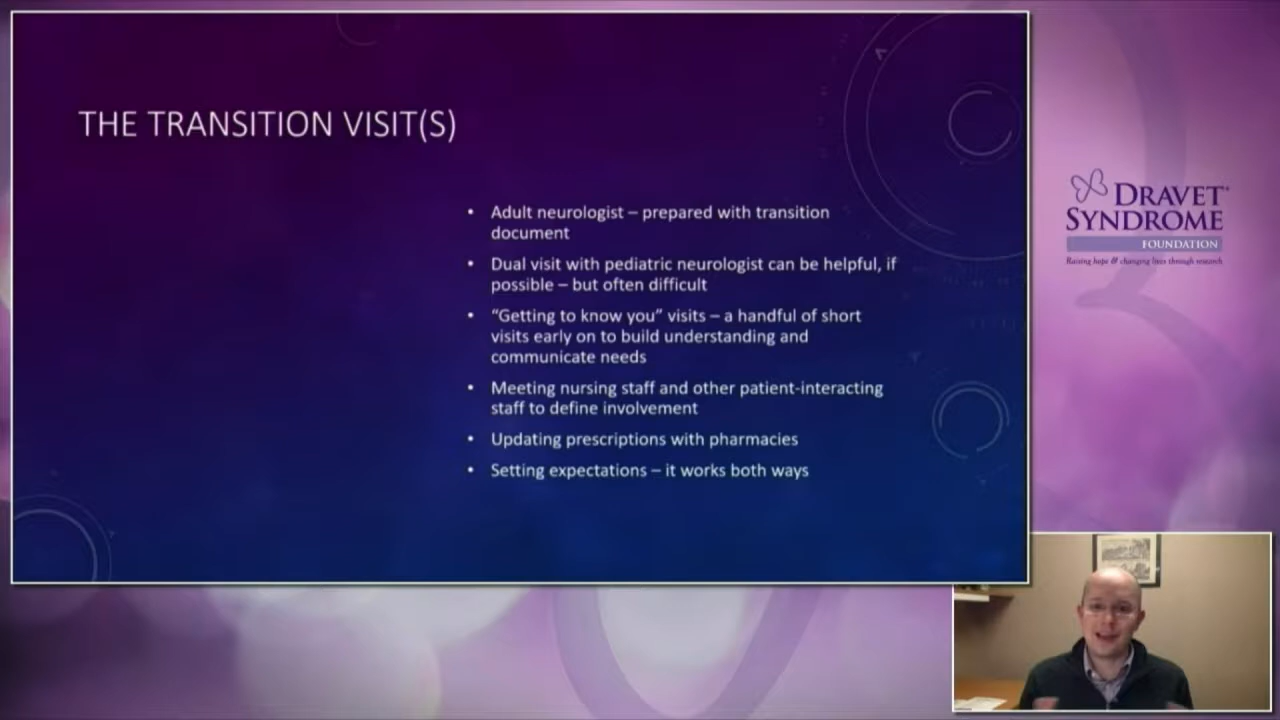 THE TRANSITION VISIT(S)
• Adult neurologist – prepared with transition
document
• Dual visit with pediatric neurologist can be helpful, if
possible – but often difficult
• “Getting to know you” visits – a handful of short
visits early on to build understanding and
communicate needs
• Meeting nursing staff and other patient-interacting
staff to define involvement
• Updating prescriptions with pharmacies
• Setting expectations – it works both ways
DRAVET
SYNDROME
FOUNDATION
Raising hope & changing lives through research